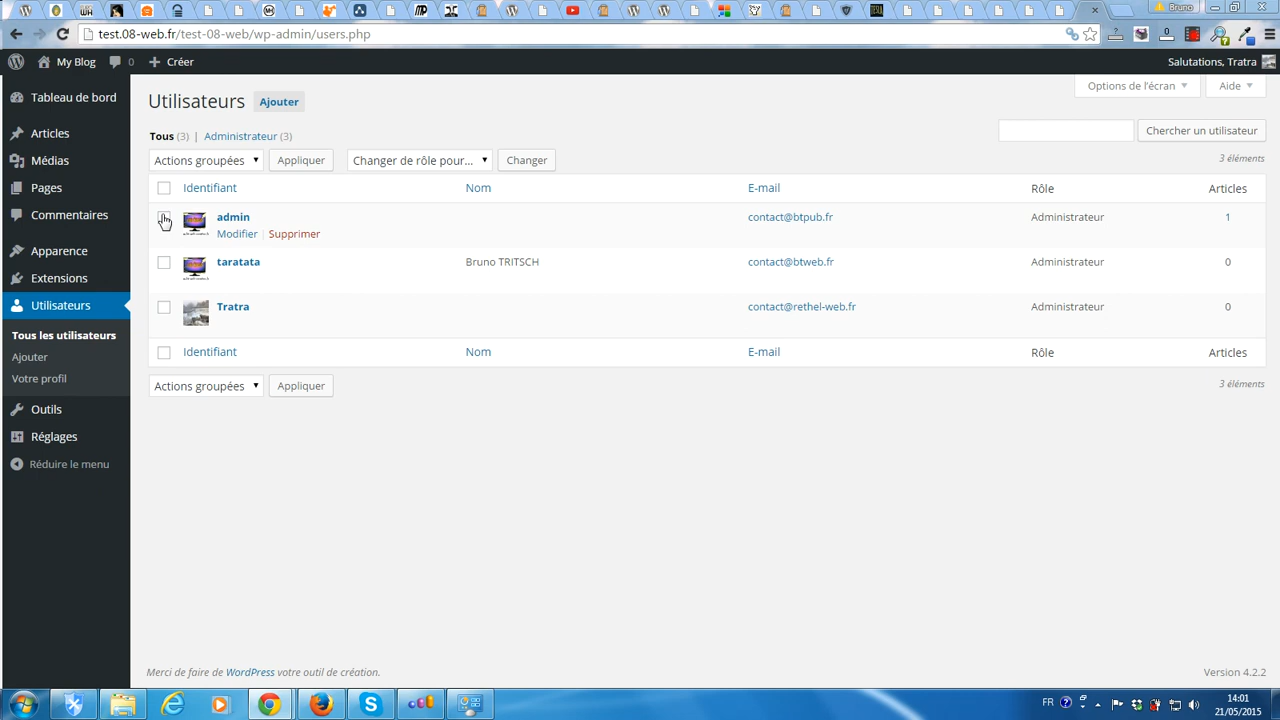 Bruno
test.08-web.fr/test-08-web/wp-admin/users.php
My Blog 0 Créer Salutations, Tratra
Tableau de bord
Articles
Médias
Pages
Commentaires
Apparence
Extensions
Utilisateurs
Tous les utilisateurs
Ajouter
Votre profil
Outils
Réglages
Réduire le menu
Options de l'écran Aide
Utilisateurs Ajouter
Tous (3) | Administrateur (3)
Chercher un utilisateur
Actions groupées Appliquer Changer de rôle pour... Changer
3 éléments
Identifiant Nom E-mail Rôle Articles
admin contact@btpub.fr Administrateur 1
Modifier | Supprimer
taratata Bruno TRITSCH contact@btweb.fr Administrateur 0
Tratra contact@rethel-web.fr Administrateur 0
Identifiant Nom E-mail Rôle Articles
Actions groupées Appliquer
3 éléments
Merci de faire de WordPress votre outil de création. Version 4.2.2
FR 14:01
21/05/2015